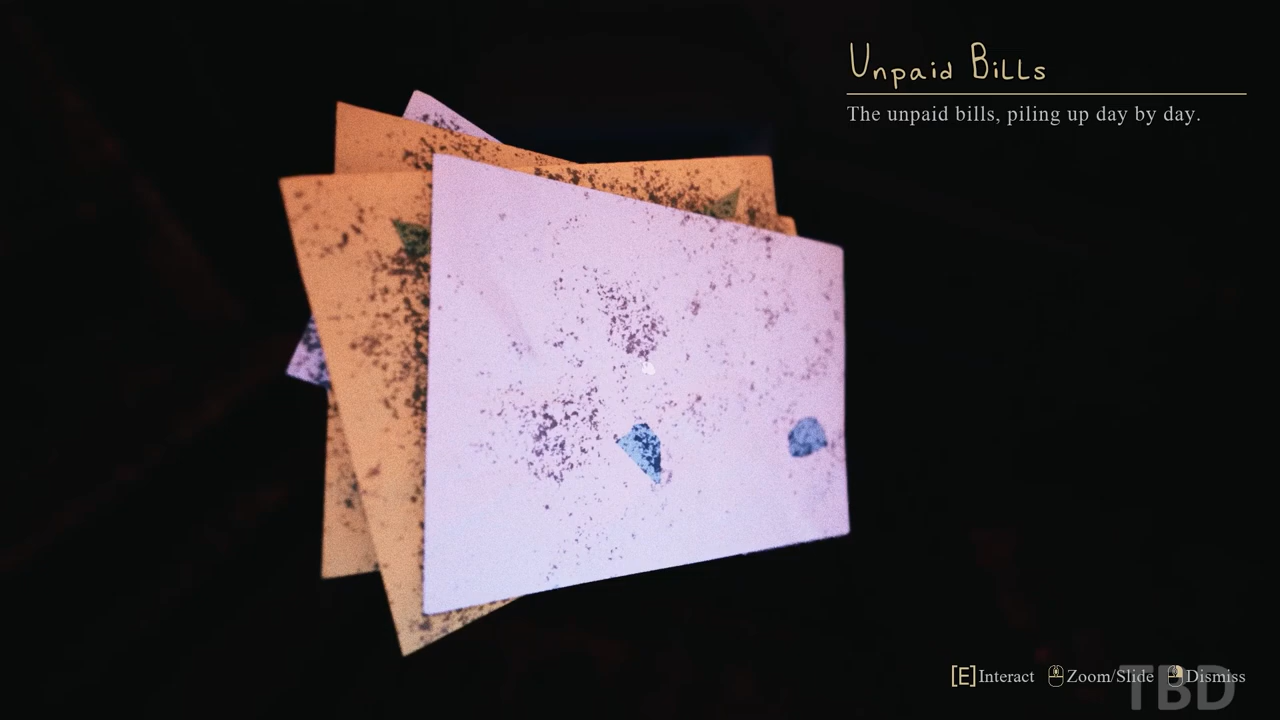 Unpaid Bills
The unpaid bills, piling up day by day.
[E]Interact Zoom/Slide Dismiss
TBD